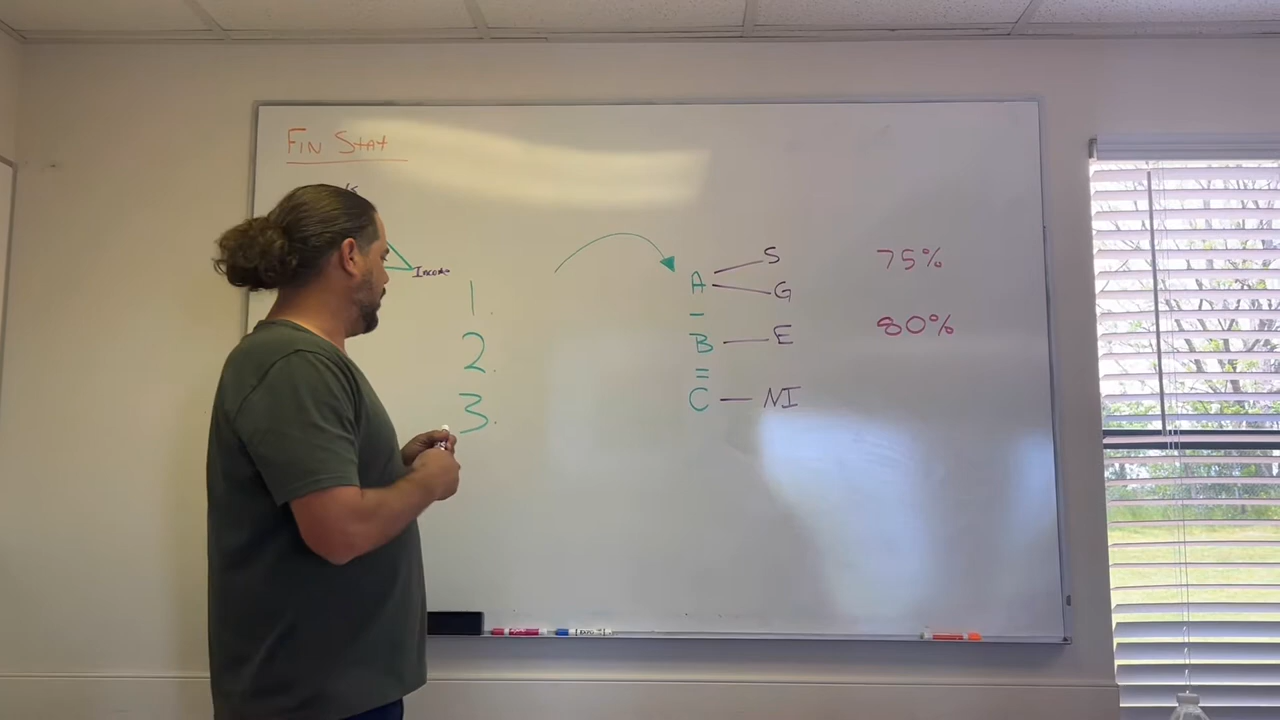 FIN STAT
Income
1.
2.
3.
A
S
G
–
B — E
=
C — NI
75%
80%